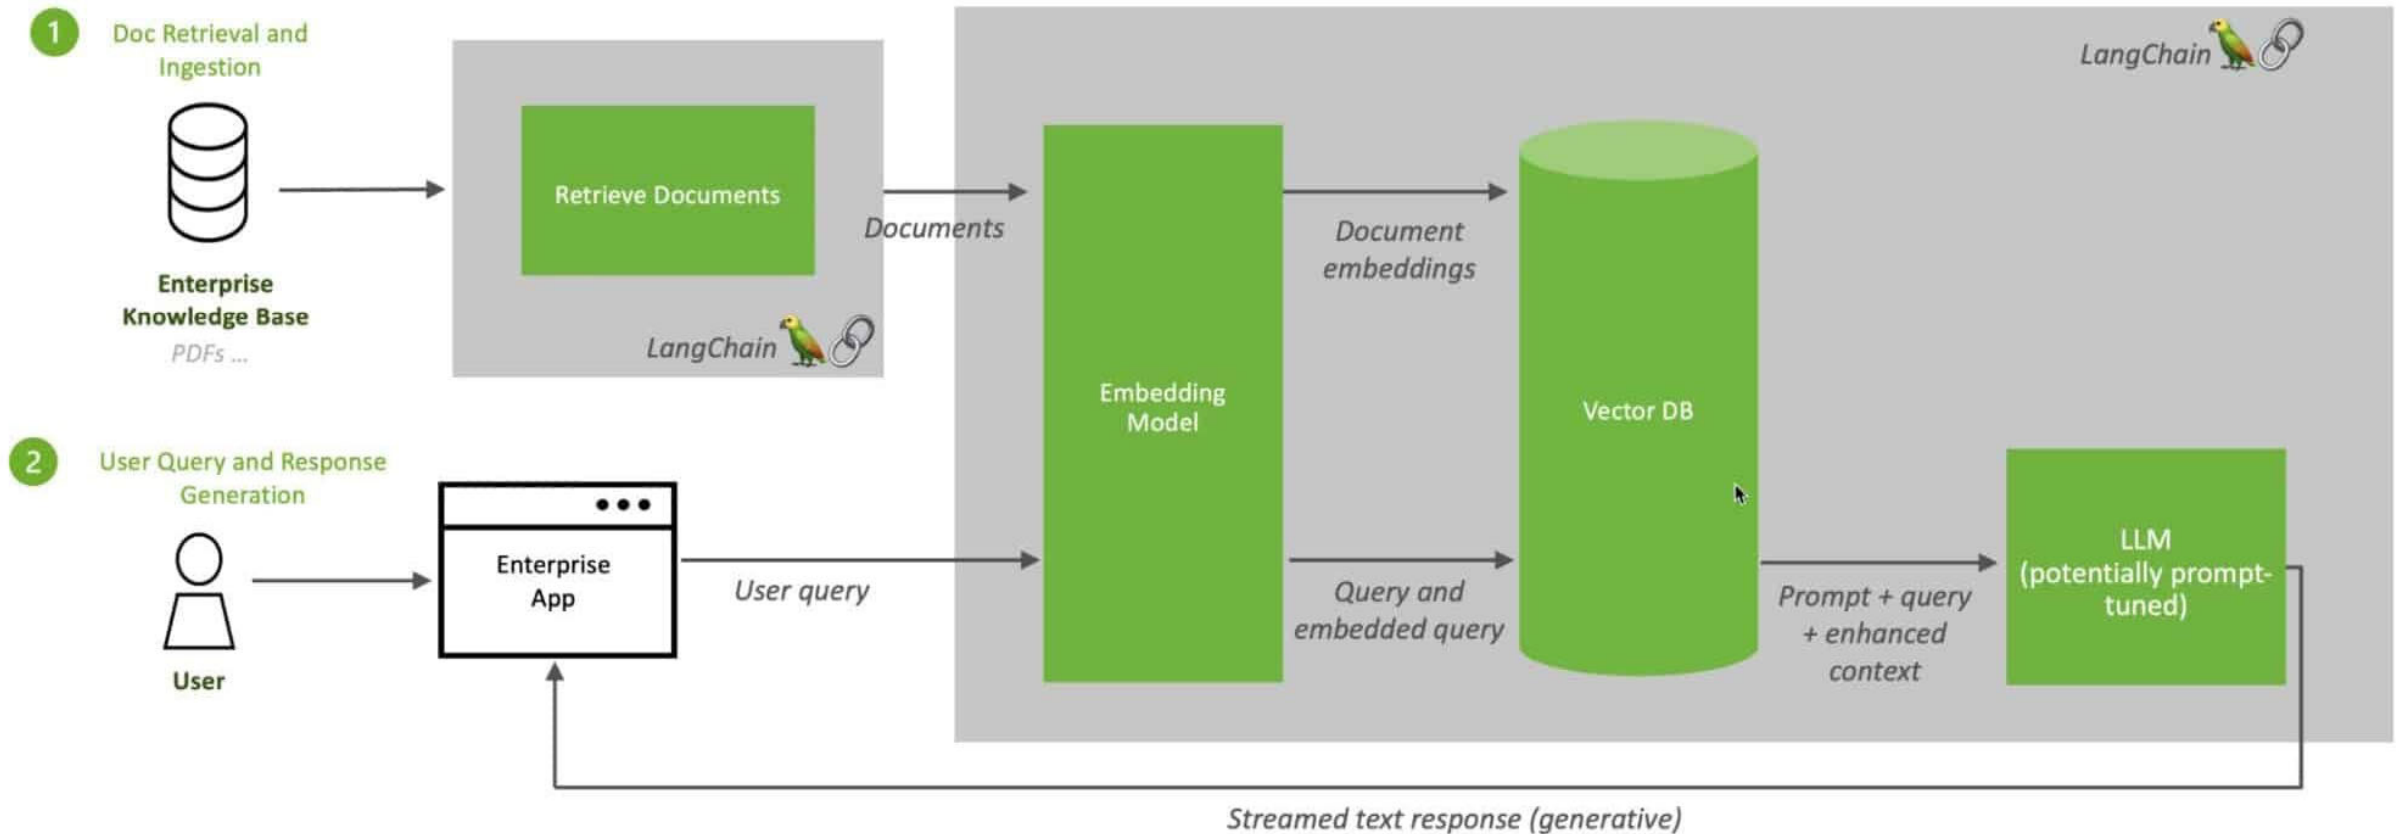 1
Doc Retrieval and
Ingestion
LangChain
Retrieve Documents
Documents
Document
embeddings
Enterprise
Knowledge Base
PDFs ...
LangChain
Embedding
Model
Vector DB
2
User Query and Response
Generation
Enterprise
App
User query
Query and
embedded query
Prompt + query
+ enhanced
context
LLM
(potentially prompt-
tuned)
User
Streamed text response (generative)